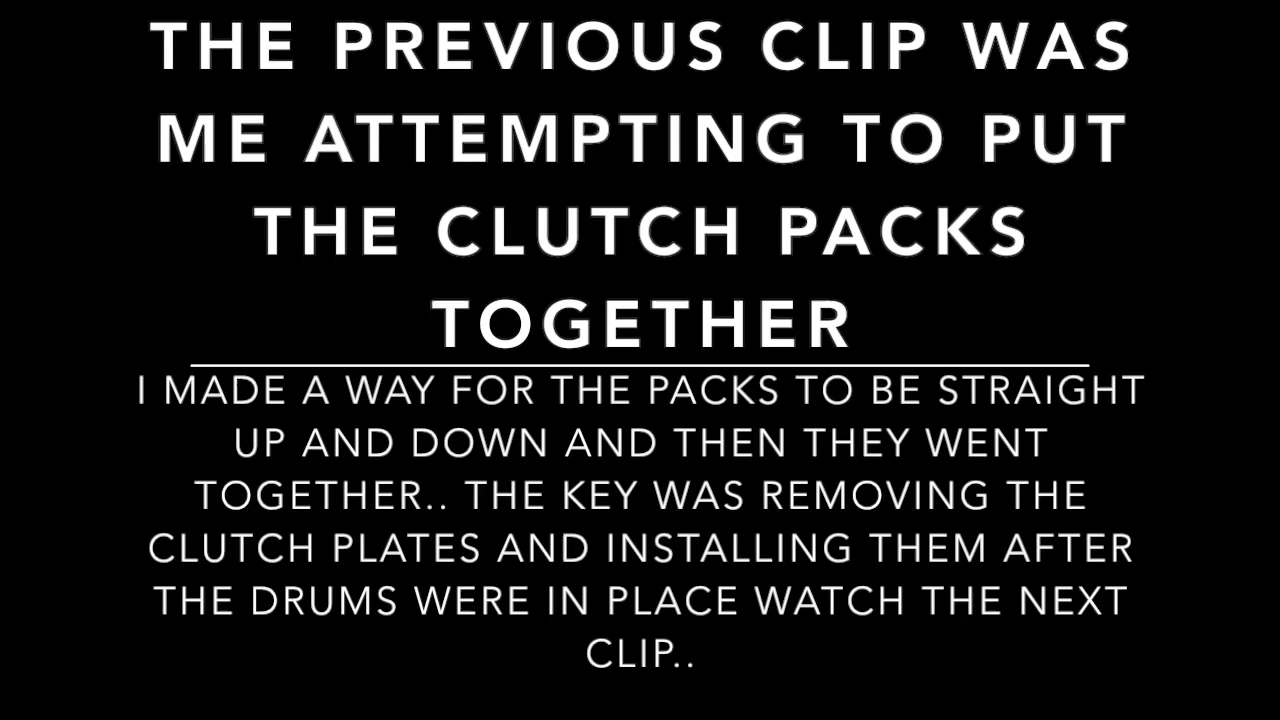 THE PREVIOUS CLIP WAS
ME ATTEMPTING TO PUT
THE CLUTCH PACKS
TOGETHER
I MADE A WAY FOR THE PACKS TO BE STRAIGHT
UP AND DOWN AND THEN THEY WENT
TOGETHER.. THE KEY WAS REMOVING THE
CLUTCH PLATES AND INSTALLING THEM AFTER
THE DRUMS WERE IN PLACE WATCH THE NEXT
CLIP..